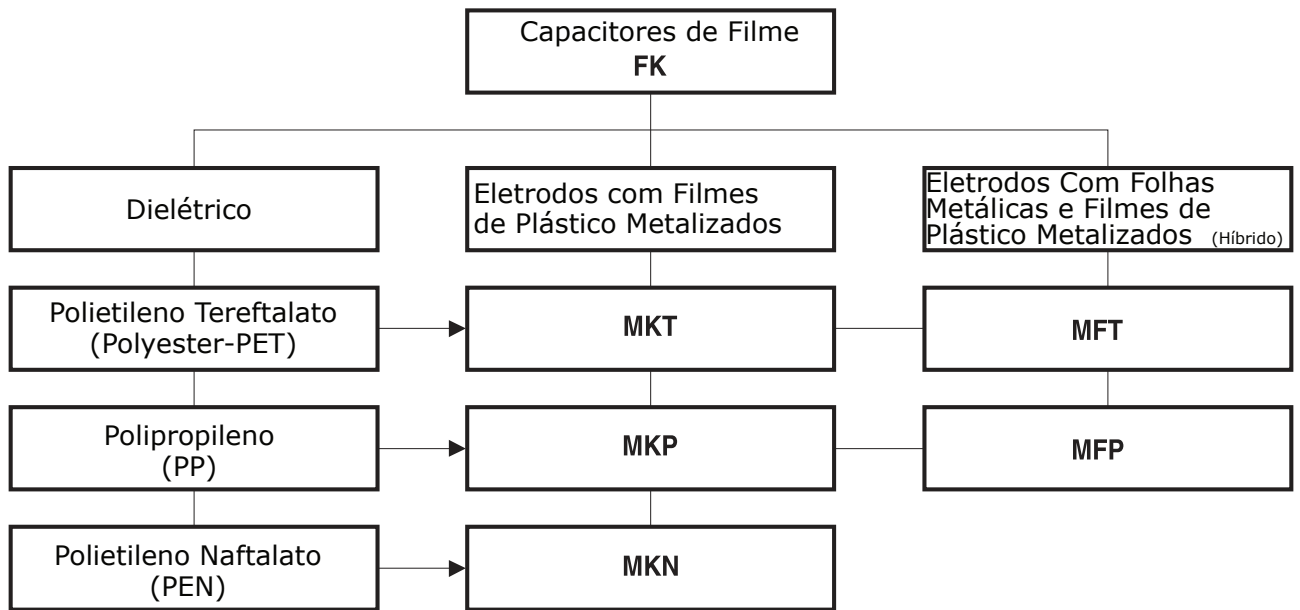 Capacitores de Filme
FK
Dielétrico
Eletrodos com Filmes
de Plástico Metalizados
Eletrodos Com Folhas
Metálicas e Filmes de
Plástico Metalizados (Híbrido)
Polietileno Tereftalato
(Polyester-PET)
MKT
MFT
Polipropileno
(PP)
MKP
MFP
Polietileno Naftalato
(PEN)
MKN